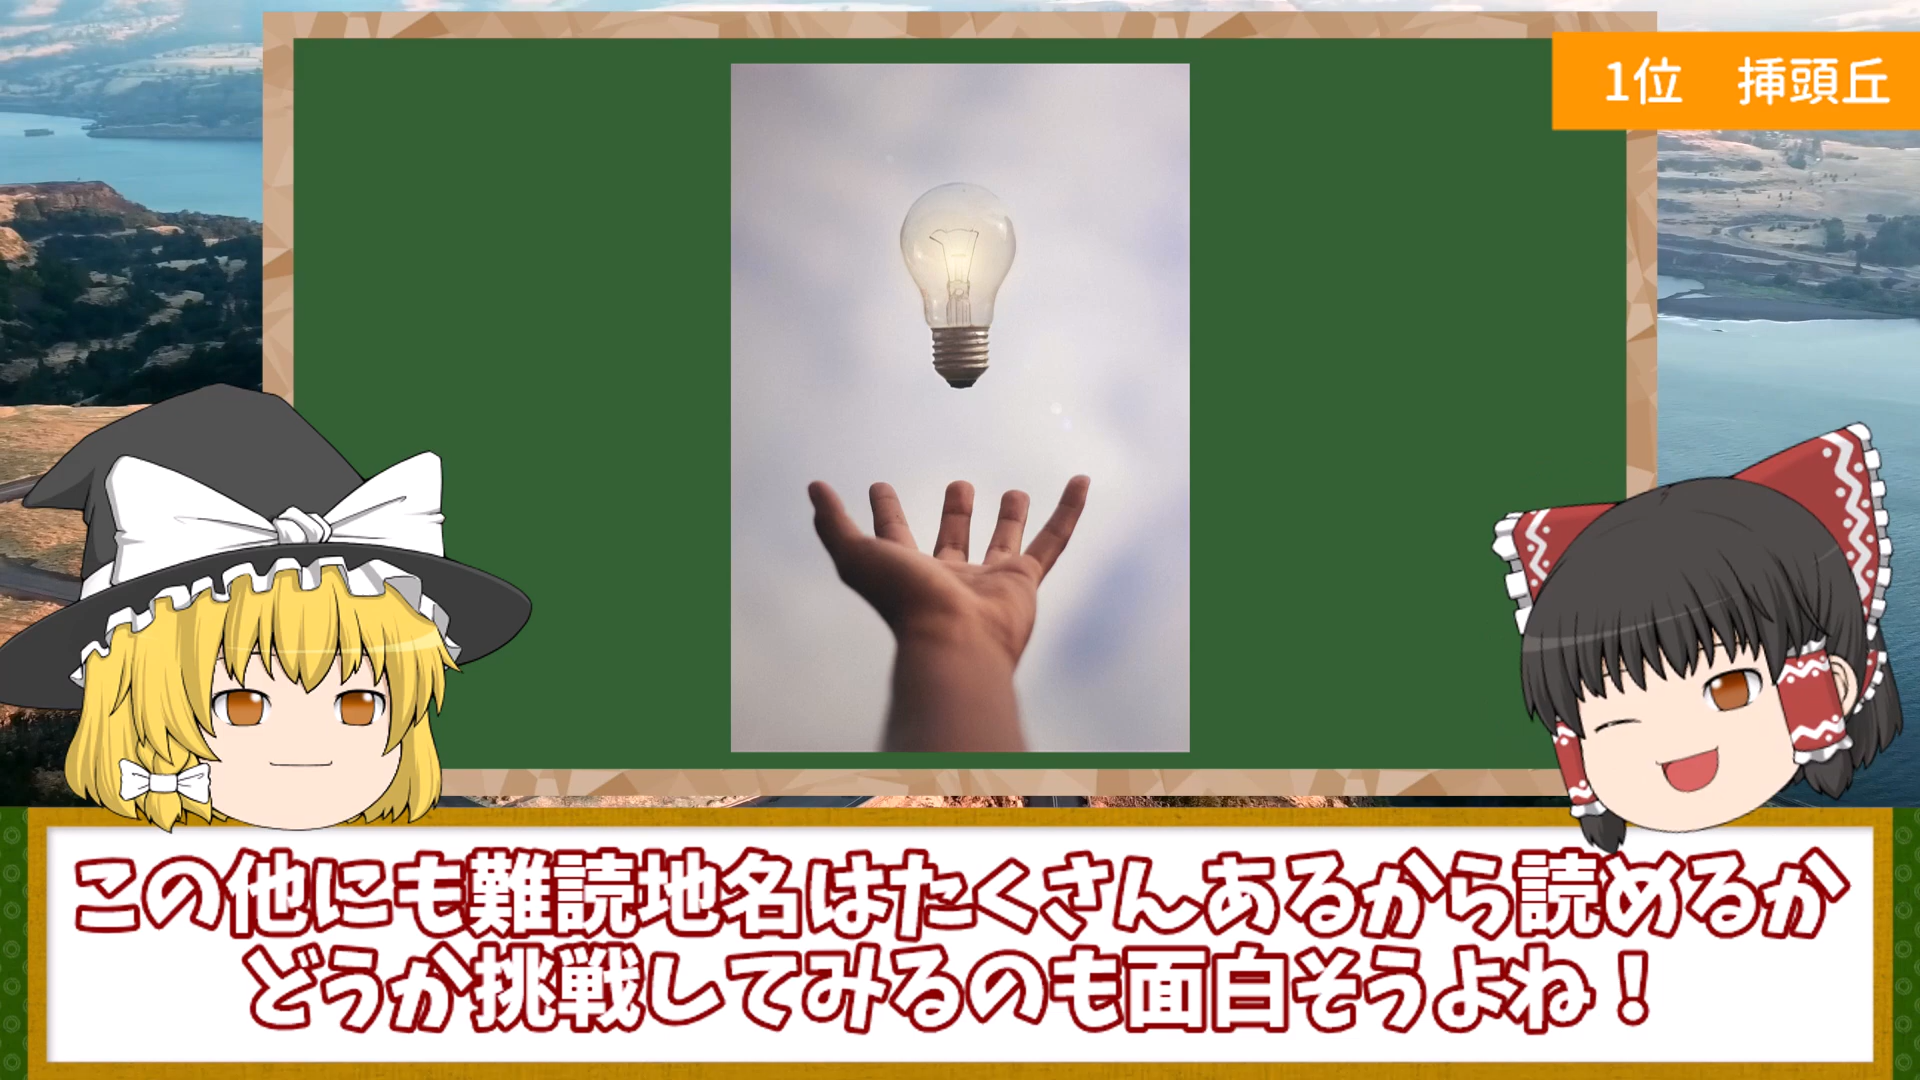 1位　挿頭丘
この他にも難読地名はたくさんあるから読めるか
どうか挑戦してみるのも面白そうよね！